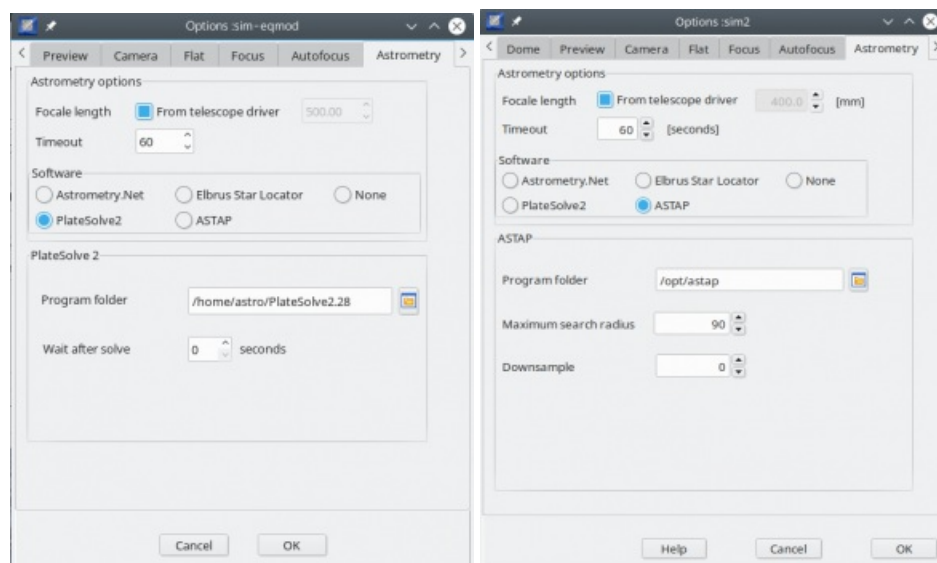 Options :sim-eqmod
Preview Camera Flat Focus Autofocus Astrometry
Astrometry options
Focale length From telescope driver 500.00
Timeout 60
Software
Astrometry.Net Elbrus Star Locator None
PlateSolve2 ASTAP
PlateSolve 2
Program folder /home/astro/PlateSolve2.28
Wait after solve 0 seconds
Cancel OK
Options :sim2
Dome Preview Camera Flat Focus Autofocus Astrometry
Astrometry options
Focale length From telescope driver 400.0 [mm]
Timeout 60 [seconds]
Software
Astrometry.Net Elbrus Star Locator None
PlateSolve2 ASTAP
ASTAP
Program folder /opt/astap
Maximum search radius 90
Downsample 0
Help Cancel OK